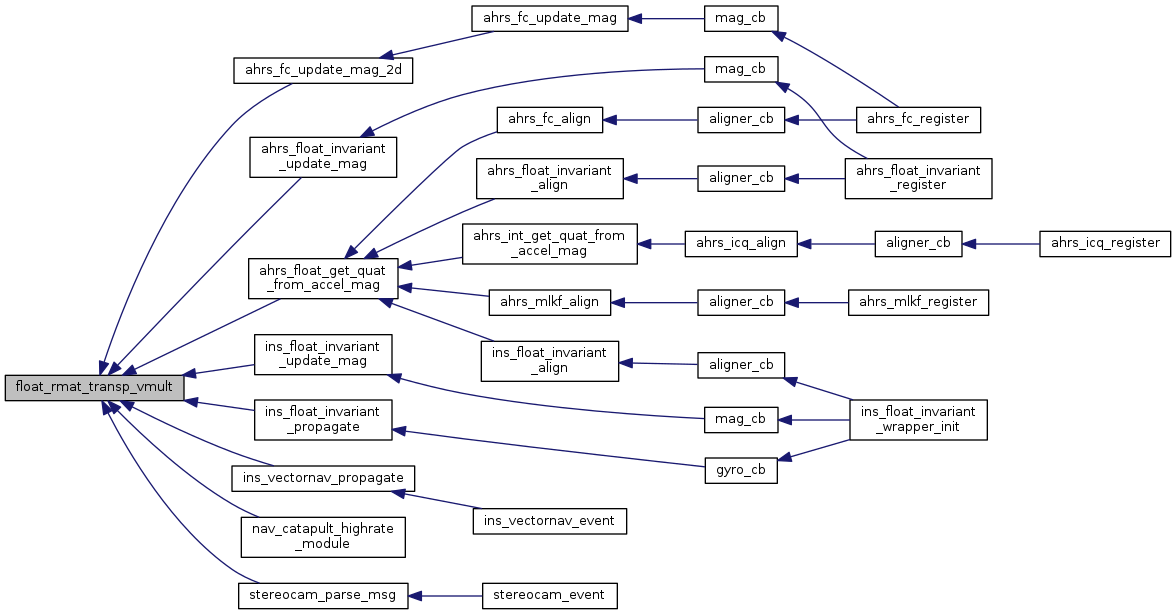 ahrs_fc_update_mag
mag_cb
ahrs_fc_update_mag_2d
mag_cb
ahrs_fc_align
aligner_cb
ahrs_fc_register
ahrs_float_invariant
_update_mag
ahrs_float_invariant
_align
aligner_cb
ahrs_float_invariant
_register
ahrs_int_get_quat_from
_accel_mag
ahrs_icq_align
aligner_cb
ahrs_icq_register
ahrs_float_get_quat
_from_accel_mag
ahrs_mlkf_align
aligner_cb
ahrs_mlkf_register
ins_float_invariant
_update_mag
ins_float_invariant
_align
aligner_cb
float_rmat_transp_vmult
ins_float_invariant
_propagate
mag_cb
ins_float_invariant
_wrapper_init
gyro_cb
ins_vectornav_propagate
ins_vectornav_event
nav_catapult_highrate
_module
stereocam_parse_msg
stereocam_event